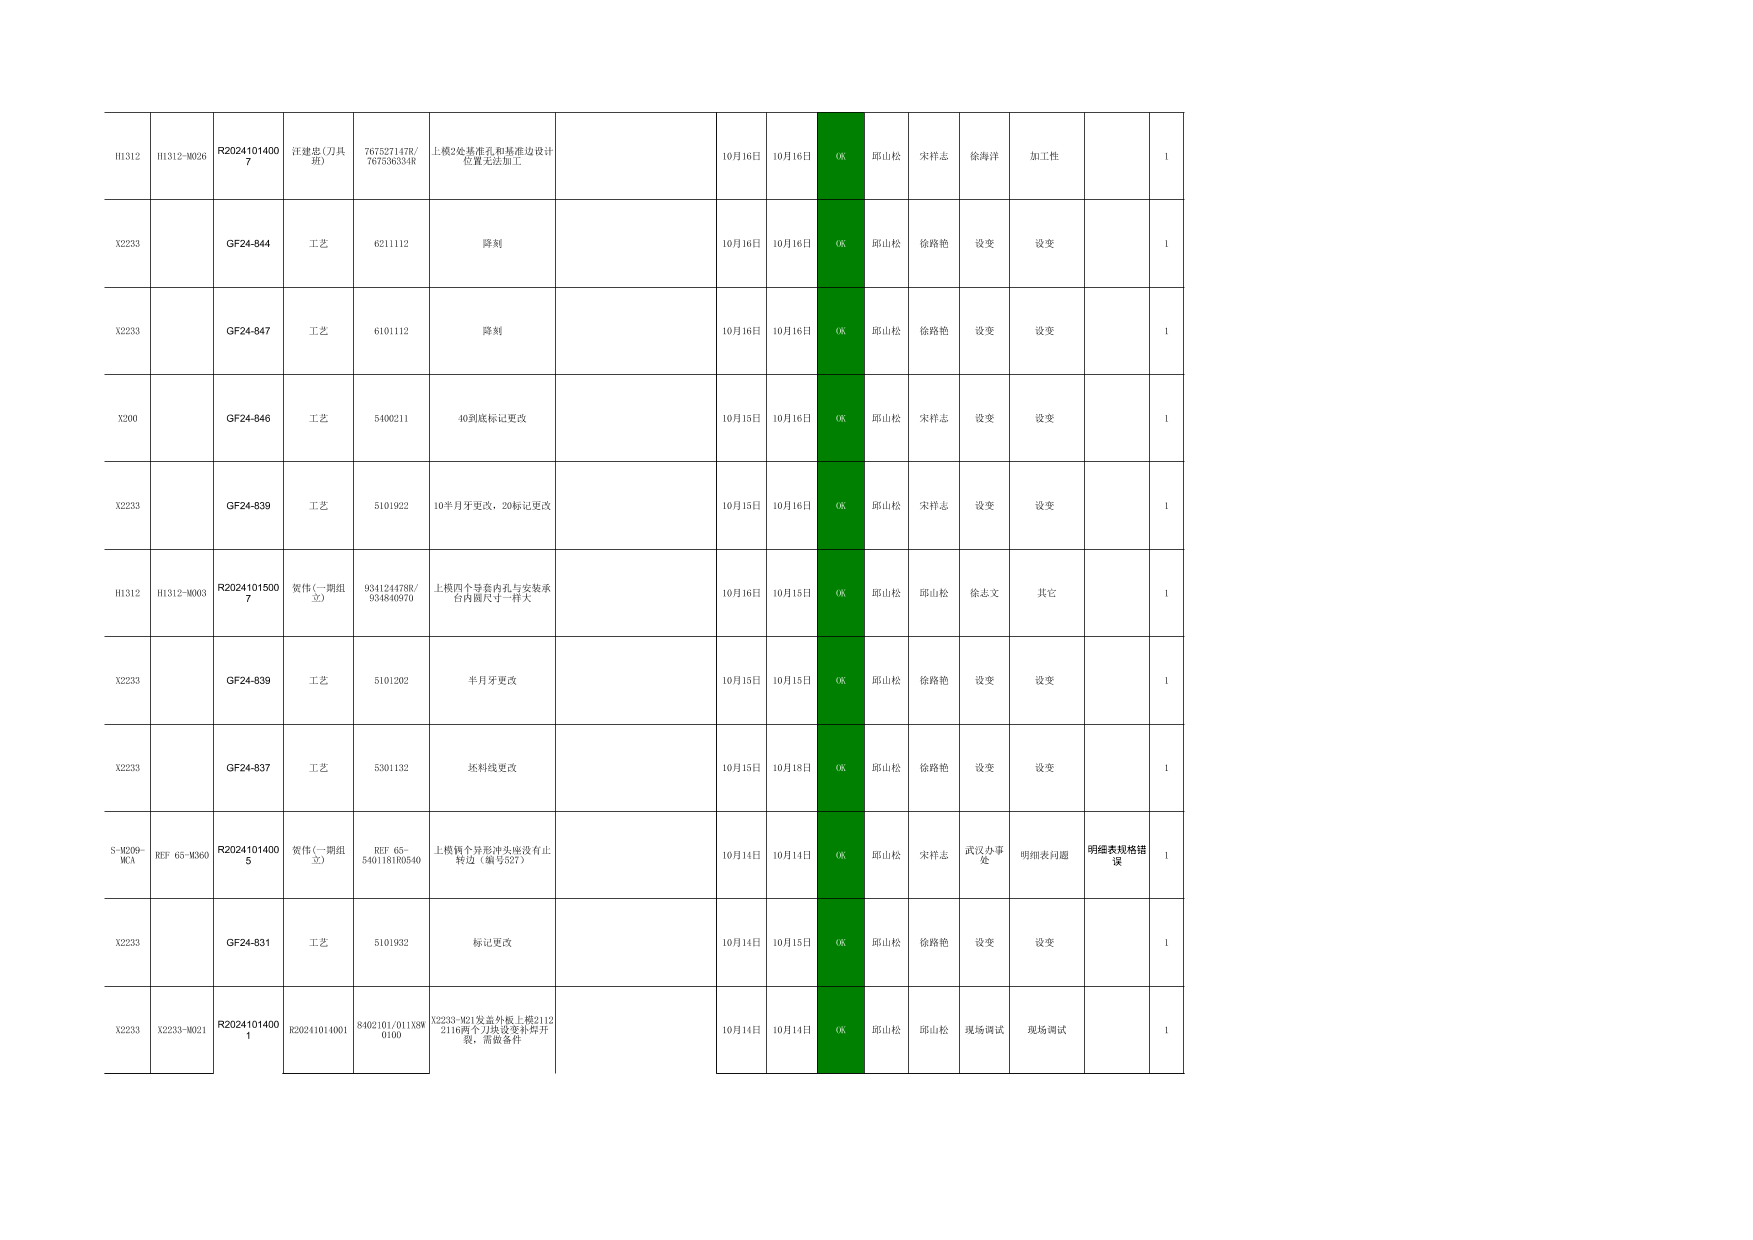 H1312 H1312-M026 R20241014007 汪建忠(刀具班) 767527147R/767536334R 上模2处基准孔和基准边设计位置无法加工 10月16日 10月16日 OK 邱山松 宋祥志 徐海洋 加工性 1
X2233 GF24-844 工艺 6211112 降刻 10月16日 10月16日 OK 邱山松 徐路艳 设变 设变 1
X2233 GF24-847 工艺 6101112 降刻 10月16日 10月16日 OK 邱山松 徐路艳 设变 设变 1
X200 GF24-846 工艺 5400211 40到底标记更改 10月15日 10月16日 OK 邱山松 宋祥志 设变 设变 1
X2233 GF24-839 工艺 5101922 10半月牙更改，20标记更改 10月15日 10月16日 OK 邱山松 宋祥志 设变 设变 1
H1312 H1312-M003 R20241015007 贺伟(一期组立) 934124478R/934840970 上模四个导套内孔与安装承台内圆尺寸一样大 10月16日 10月15日 OK 邱山松 邱山松 徐志文 其它 1
X2233 GF24-839 工艺 5101202 半月牙更改 10月15日 10月15日 OK 邱山松 徐路艳 设变 设变 1
X2233 GF24-837 工艺 5301132 坯料线更改 10月15日 10月18日 OK 邱山松 徐路艳 设变 设变 1
S-M209-MCA REF 65-M360 R20241014005 贺伟(一期组立) REF 65-5401181R0540 上模俩个异形冲头座没有止转边（编号527） 10月14日 10月14日 OK 邱山松 宋祥志 武汉办事处 明细表问题 明细表规格错误 1
X2233 GF24-831 工艺 5101932 标记更改 10月14日 10月15日 OK 邱山松 徐路艳 设变 设变 1
X2233 X2233-M021 R20241014001 R20241014001 8402101/011X8W0100 X2233-M21发盖外板上模2112 2116两个刀块设变补焊开裂，需做备件 10月14日 10月14日 OK 邱山松 邱山松 现场调试 现场调试 1